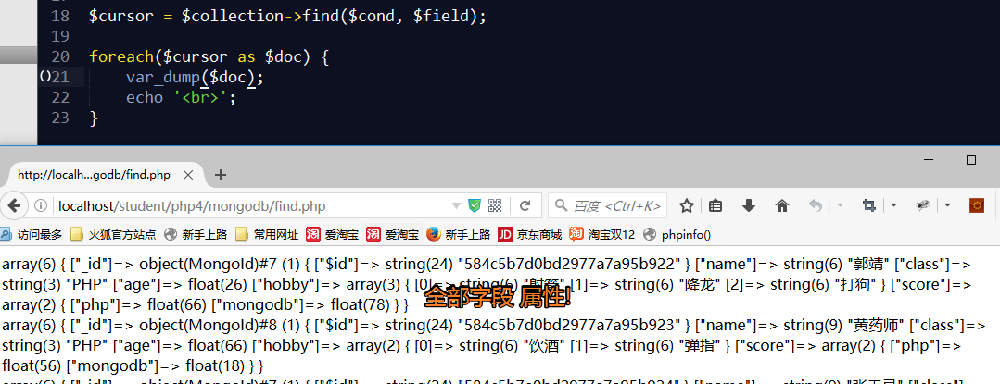 18 $cursor = $collection->find($cond, $field);
19
20 foreach($cursor as $doc) {
21 var_dump($doc);
22 echo '<br>';
23 }
http://localh...godb/find.php
localhost/student/php4/mongodb/find.php
百度 <Ctrl+K>
访问最多 火狐官方站点 新手上路 常用网址 爱淘宝 爱淘宝 新手上路 JD 京东商城 淘宝双12 phpinfo()
array(6) { ["_id"]=> object(MongoId)#7 (1) { ["$id"]=> string(24) "584c5b7d0bd2977a7a95b922" } ["name"]=> string(6) "郭靖" ["class"]=>
string(3) "PHP" ["age"]=> float(26) ["hobby"]=> array(3) { [0]=> string(6) "射箭" [1]=> string(6) "降龙" [2]=> string(6) "打狗" } ["score"]=>
全部字段 属性!
array(2) { ["php"]=> float(66) ["mongodb"]=> float(78) } }
array(6) { ["_id"]=> object(MongoId)#8 (1) { ["$id"]=> string(24) "584c5b7d0bd2977a7a95b923" } ["name"]=> string(9) "黄药师" ["class"]=>
string(3) "PHP" ["age"]=> float(66) ["hobby"]=> array(2) { [0]=> string(6) "饮酒" [1]=> string(6) "弹指" } ["score"]=> array(2) { ["php"]=>
float(56) ["mongodb"]=> float(18) } }